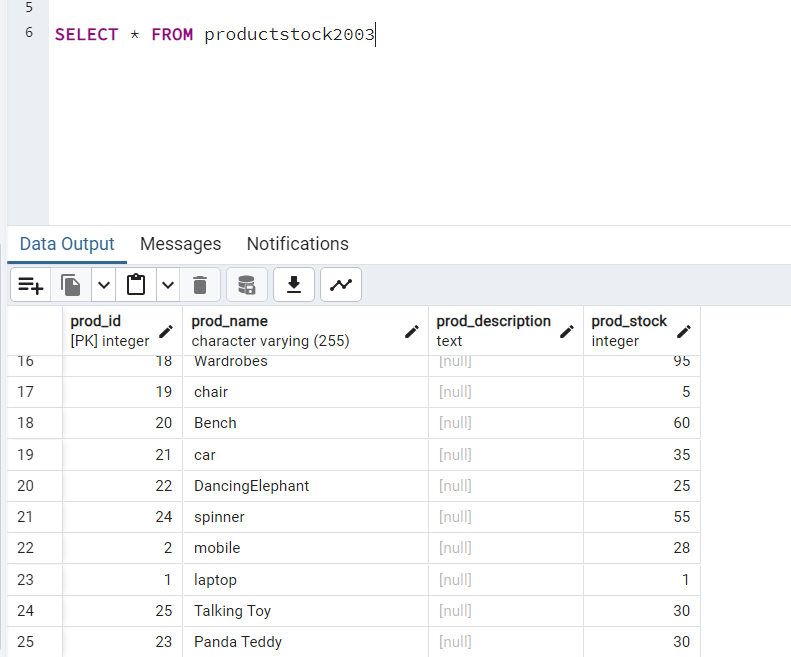 5
6 SELECT * FROM productstock2003
Data Output Messages Notifications
prod_id prod_name prod_description prod_stock
[PK] integer character varying (255) text integer
16 18 Wardrobes [null] 95
17 19 chair [null] 5
18 20 Bench [null] 60
19 21 car [null] 35
20 22 DancingElephant [null] 25
21 24 spinner [null] 55
22 2 mobile [null] 28
23 1 laptop [null] 1
24 25 Talking Toy [null] 30
25 23 Panda Teddy [null] 30